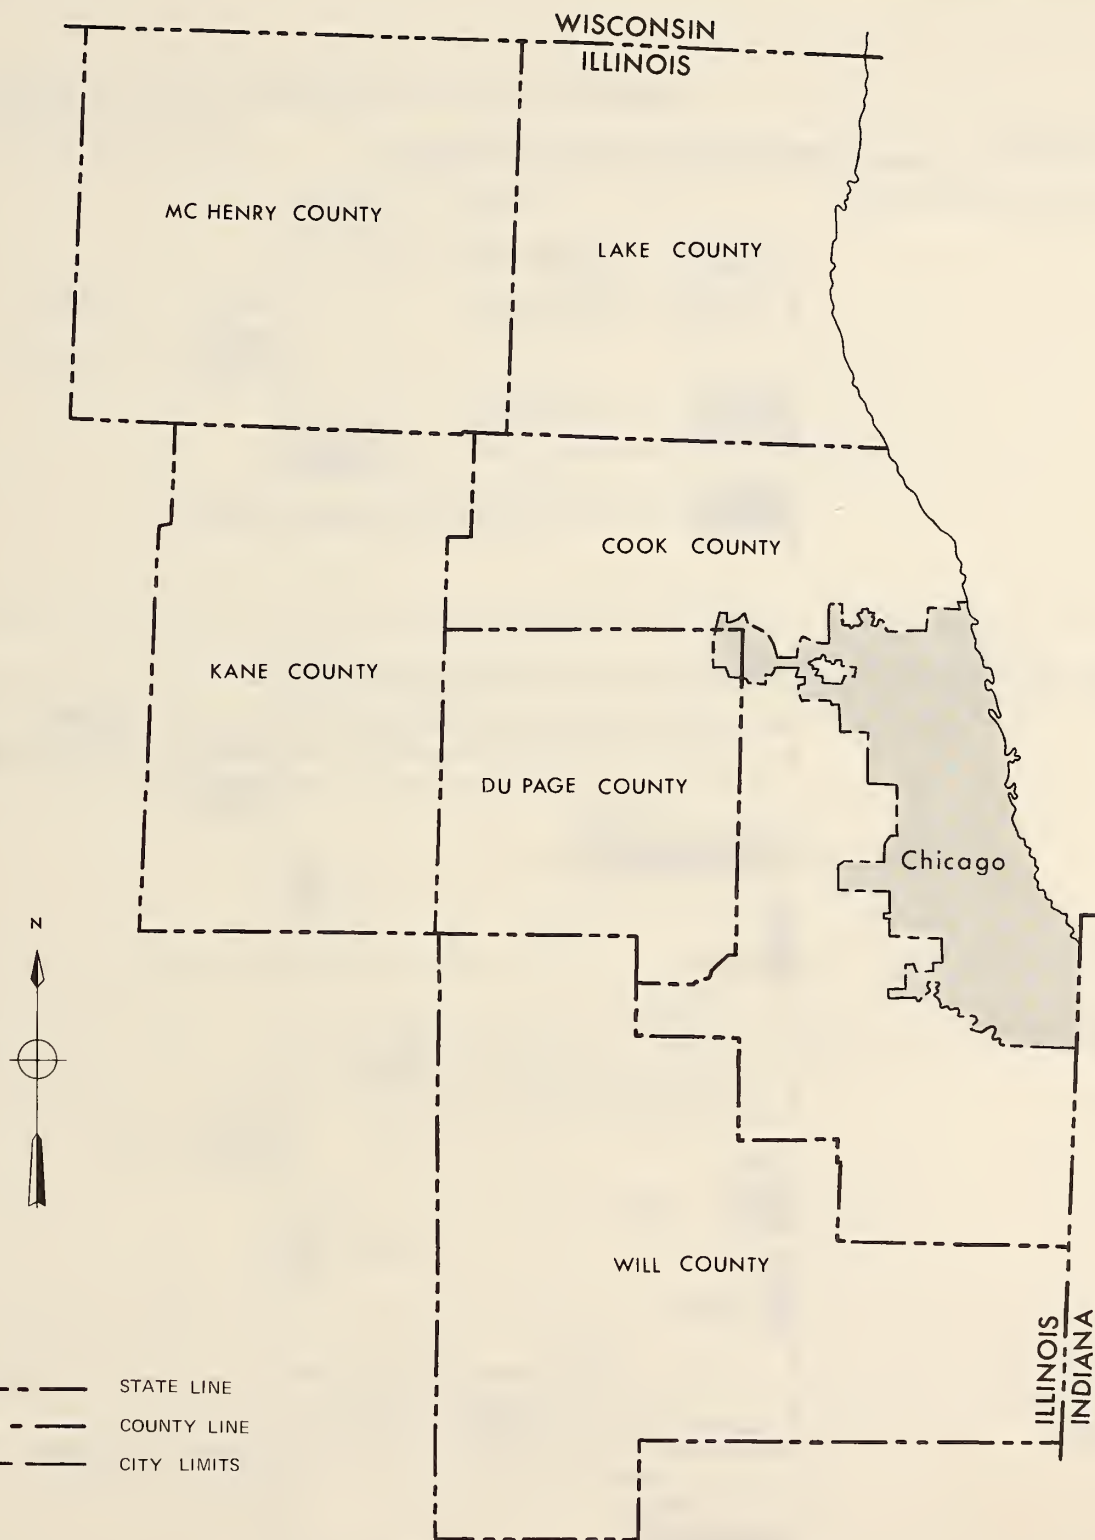 WISCONSIN
ILLINOIS
MC HENRY COUNTY
LAKE COUNTY
COOK COUNTY
KANE COUNTY
DU PAGE COUNTY
Chicago
N
WILL COUNTY
ILLINOIS
INDIANA
STATE LINE
COUNTY LINE
CITY LIMITS